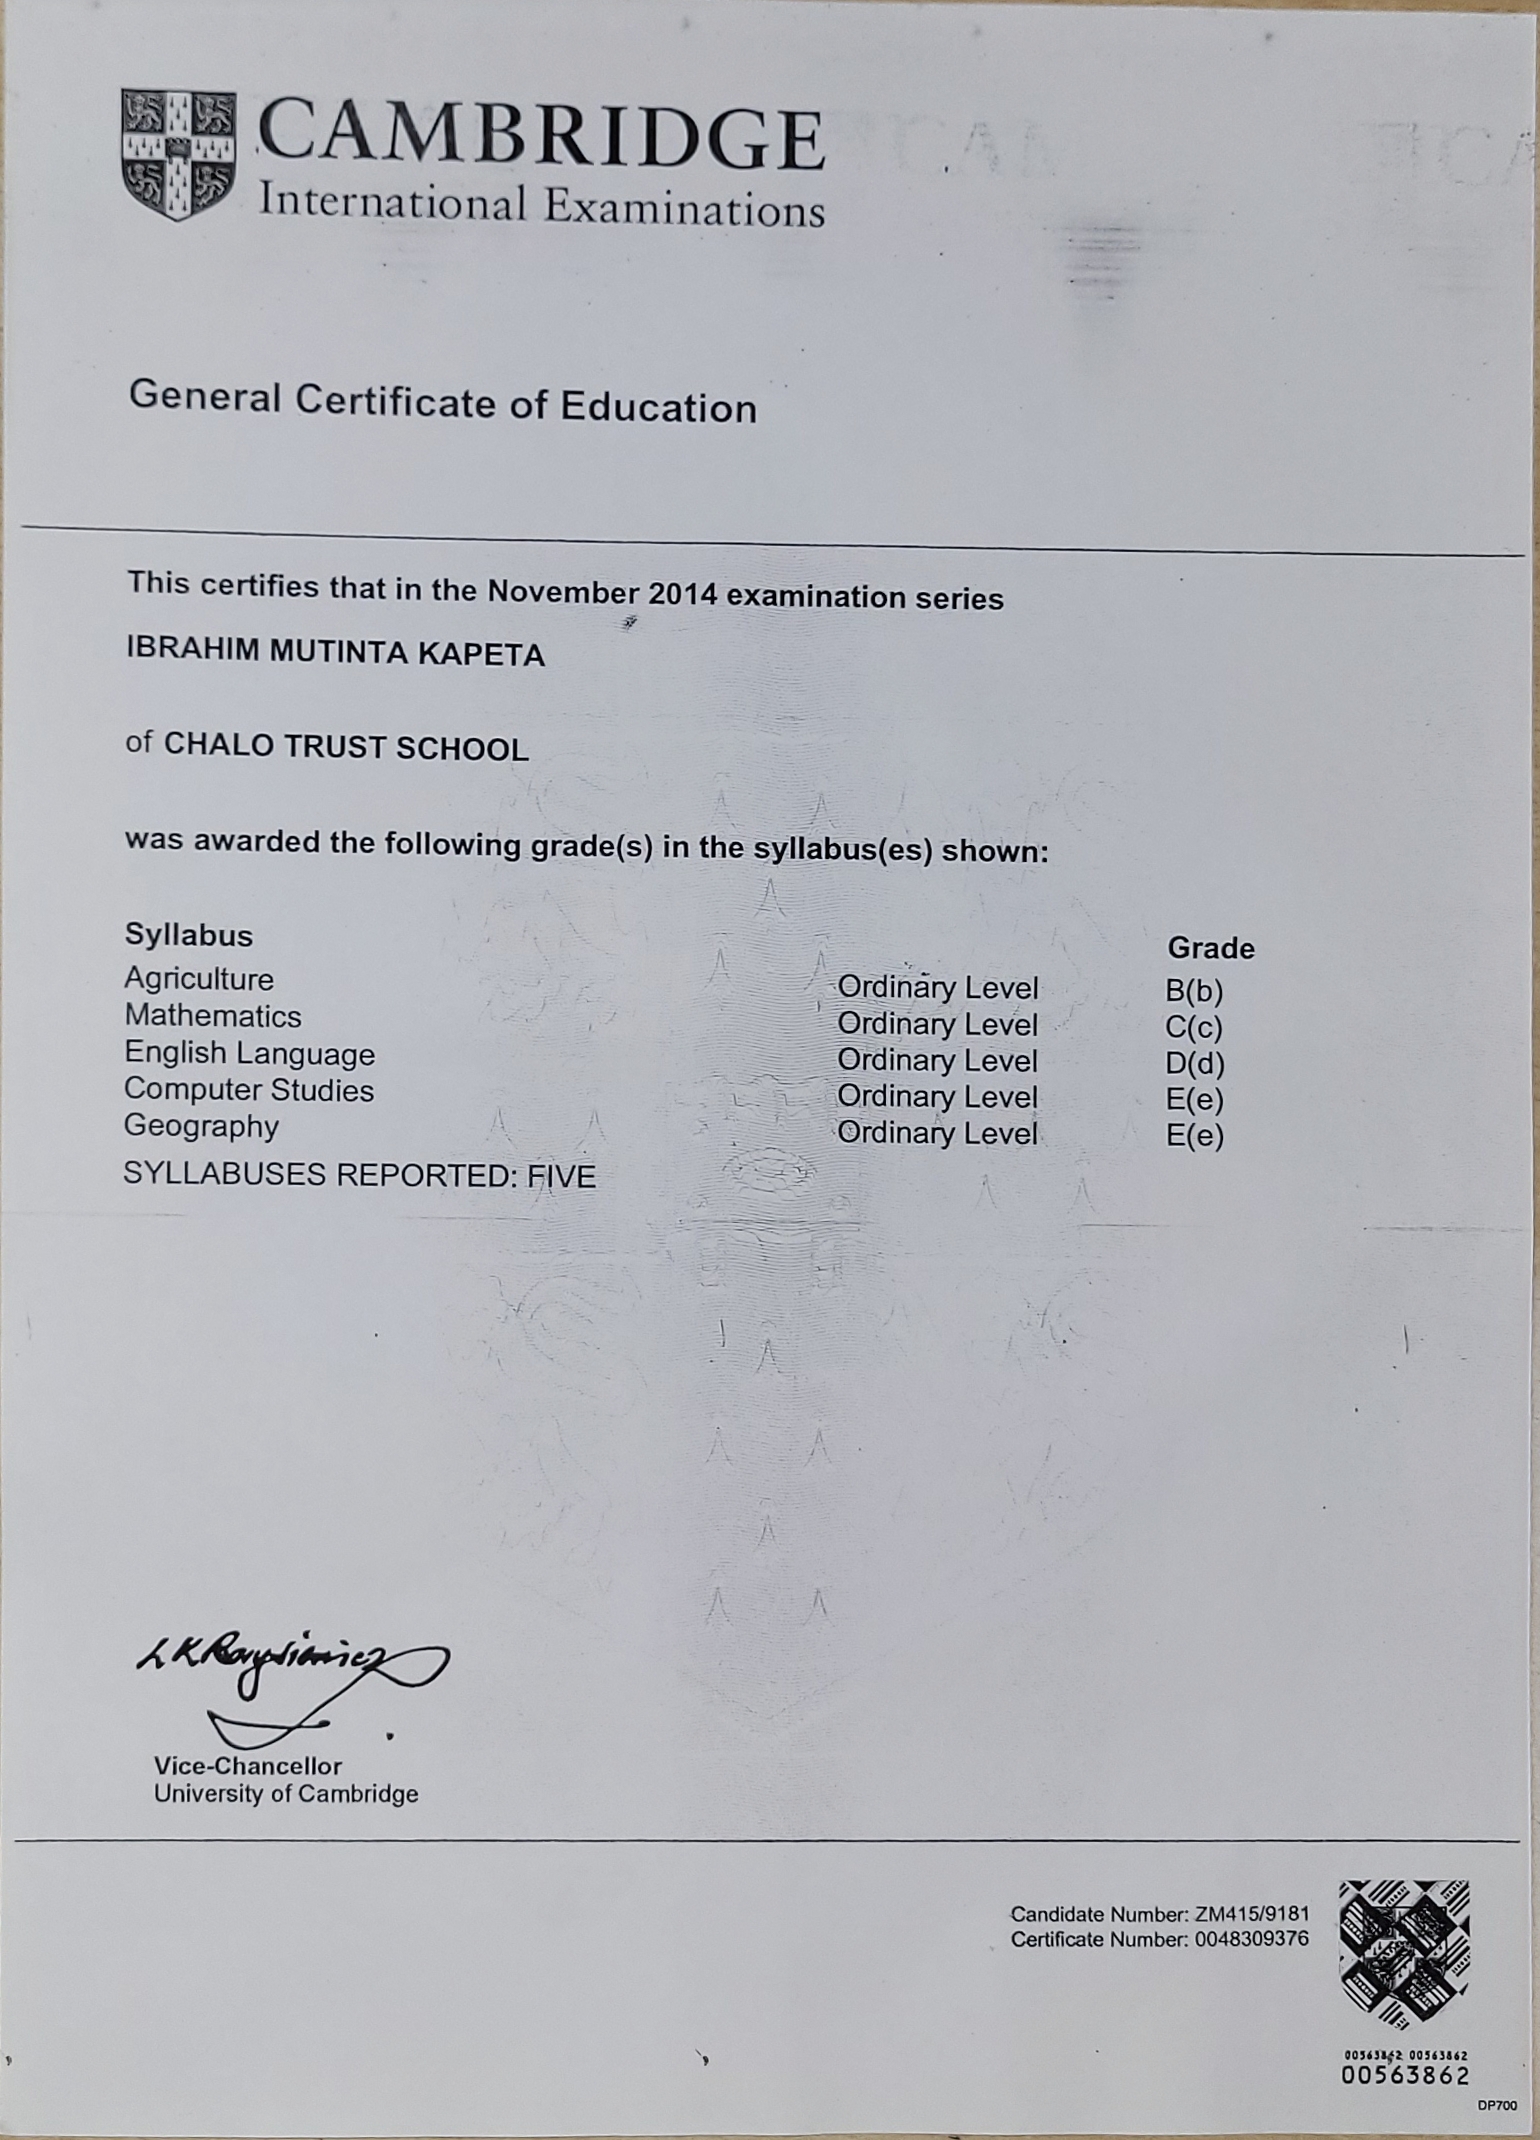 CAMBRIDGE
International Examinations
General Certificate of Education
This certifies that in the November 2014 examination series
IBRAHIM MUTINTA KAPETA
of CHALO TRUST SCHOOL
was awarded the following grade(s) in the syllabus(es) shown:
Syllabus Grade
Agriculture Ordinary Level B(b)
Mathematics Ordinary Level C(c)
English Language Ordinary Level D(d)
Computer Studies Ordinary Level E(e)
Geography Ordinary Level E(e)
SYLLABUSES REPORTED: FIVE
Vice-Chancellor
University of Cambridge
Candidate Number: ZM415/9181
Certificate Number: 0048309376
00563862 00563862
00563862
DP700